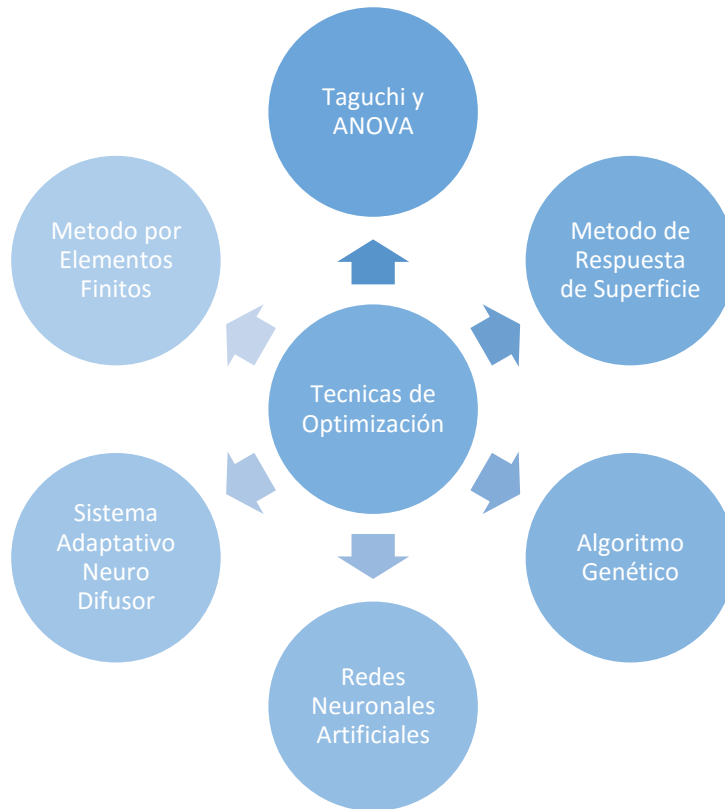 Taguchi y
ANOVA
Metodo por
Elementos
Finitos
Metodo de
Respuesta
de Superficie
Tecnicas de
Optimización
Sistema
Adaptativo
Neuro
Difusor
Algoritmo
Genético
Redes
Neuronales
Artificiales